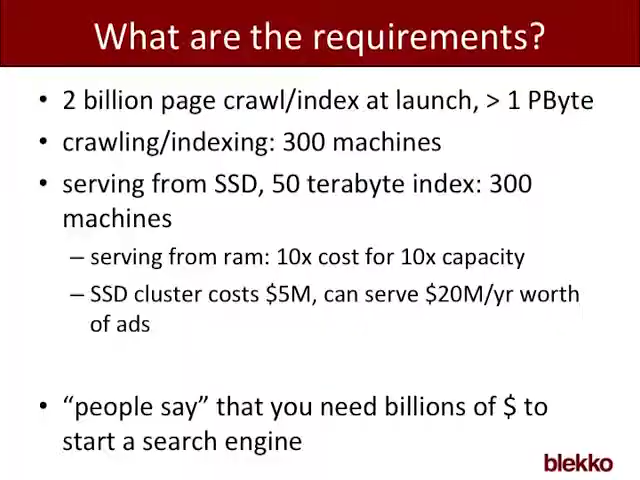 What are the requirements?
• 2 billion page crawl/index at launch, > 1 PByte
• crawling/indexing: 300 machines
• serving from SSD, 50 terabyte index: 300
machines
– serving from ram: 10x cost for 10x capacity
– SSD cluster costs $5M, can serve $20M/yr worth
of ads
• “people say” that you need billions of $ to
start a search engine
blekko